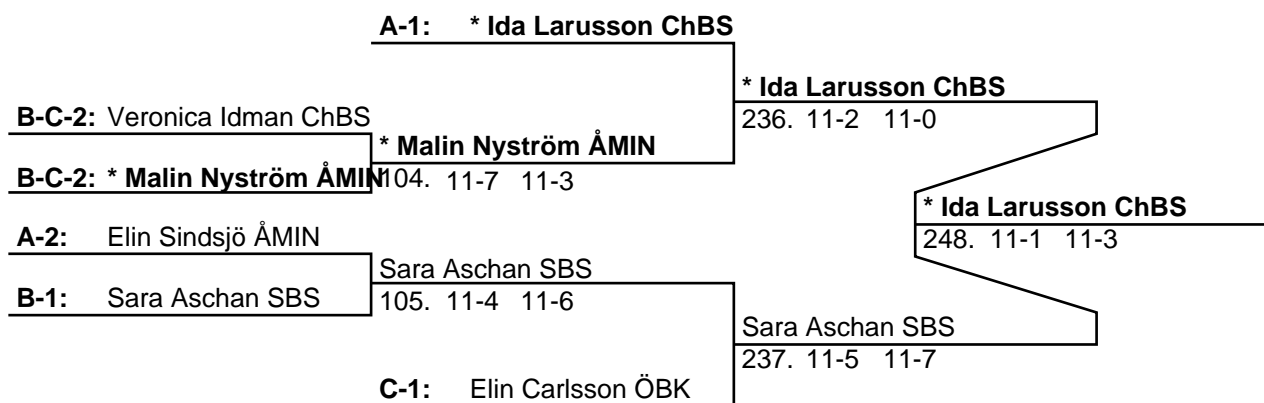 A-1: * Ida Larusson ChBS
* Ida Larusson ChBS
B-C-2: Veronica Idman ChBS
236. 11-2 11-0
* Malin Nyström ÅMIN
B-C-2: * Malin Nyström ÅMIN
104. 11-7 11-3
* Ida Larusson ChBS
A-2: Elin Sindsjö ÅMIN
248. 11-1 11-3
Sara Aschan SBS
B-1: Sara Aschan SBS
105. 11-4 11-6
Sara Aschan SBS
237. 11-5 11-7
C-1: Elin Carlsson ÖBK